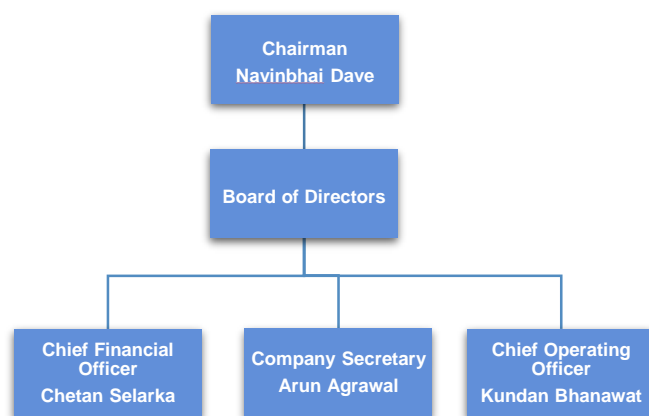 Chairman
Navinbhai Dave
Board of Directors
Chief Financial
Officer
Chetan Selarka
Company Secretary
Arun Agrawal
Chief Operating
Officer
Kundan Bhanawat